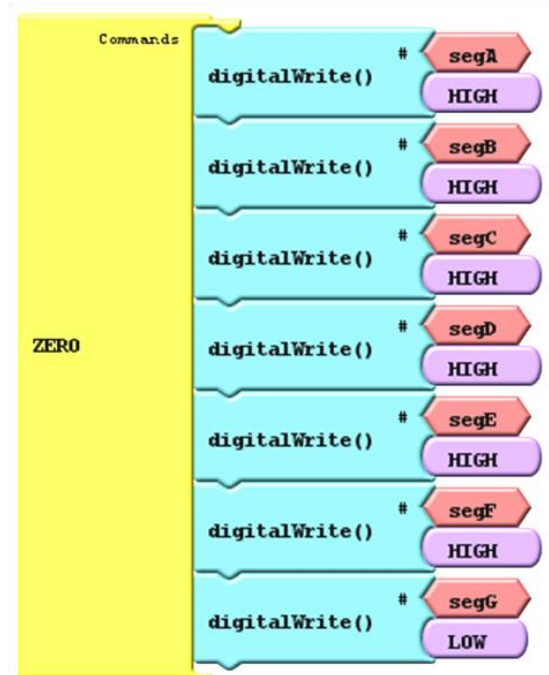 Commands
# segA
digitalWrite()
HIGH
# segB
digitalWrite()
HIGH
# segC
digitalWrite()
HIGH
ZERO
# segD
digitalWrite()
HIGH
# segE
digitalWrite()
HIGH
# segF
digitalWrite()
HIGH
# segG
digitalWrite()
LOW